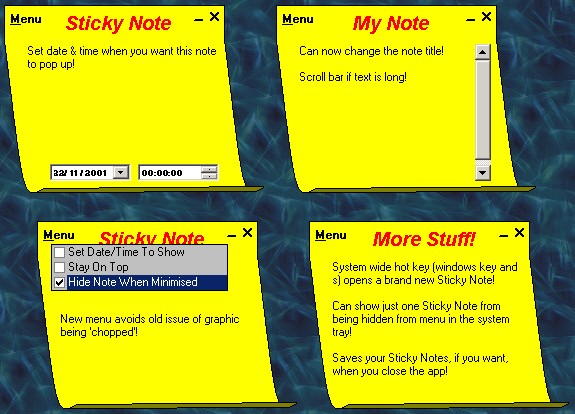 Menu Sticky Note
Set date & time when you want this note
to pop up!
22/11/2001 00:00:00
Menu My Note
Can now change the note title!
Scroll bar if text is long!
Menu Sticky Note
Set Date/Time To Show
Stay On Top
Hide Note When Minimised
New menu avoids old issue of graphic
being 'chopped'!
Menu More Stuff!
System wide hot key (windows key and
s) opens a brand new Sticky Note!
Can show just one Sticky Note from
being hidden from menu in the system
tray!
Saves your Sticky Notes, if you want,
when you close the app!